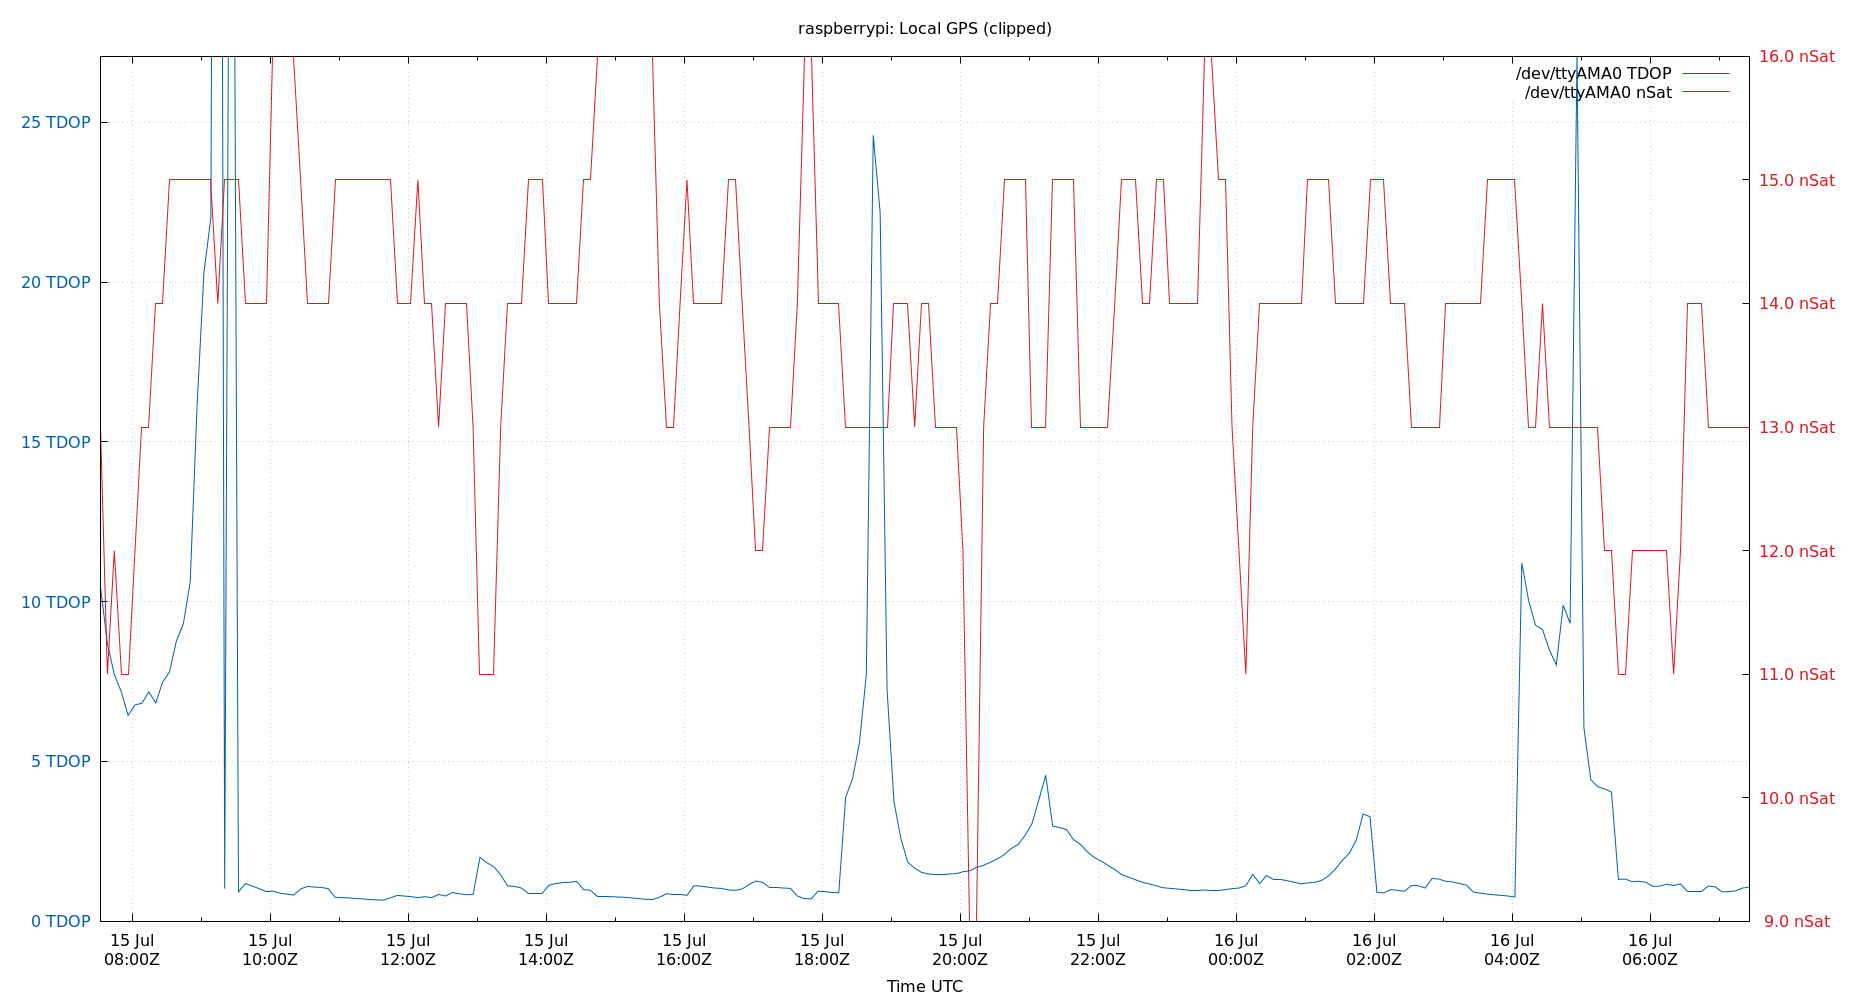 raspberrypi: Local GPS (clipped)
/dev/ttyAMA0 TDOP
/dev/ttyAMA0 nSat
25 TDOP
20 TDOP
15 TDOP
10 TDOP
5 TDOP
0 TDOP
16.0 nSat
15.0 nSat
14.0 nSat
13.0 nSat
12.0 nSat
11.0 nSat
10.0 nSat
9.0 nSat
15 Jul 15 Jul 15 Jul 15 Jul 15 Jul 15 Jul 15 Jul 15 Jul 16 Jul 16 Jul 16 Jul 16 Jul
08:00Z 10:00Z 12:00Z 14:00Z 16:00Z 18:00Z 20:00Z 22:00Z 00:00Z 02:00Z 04:00Z 06:00Z
Time UTC